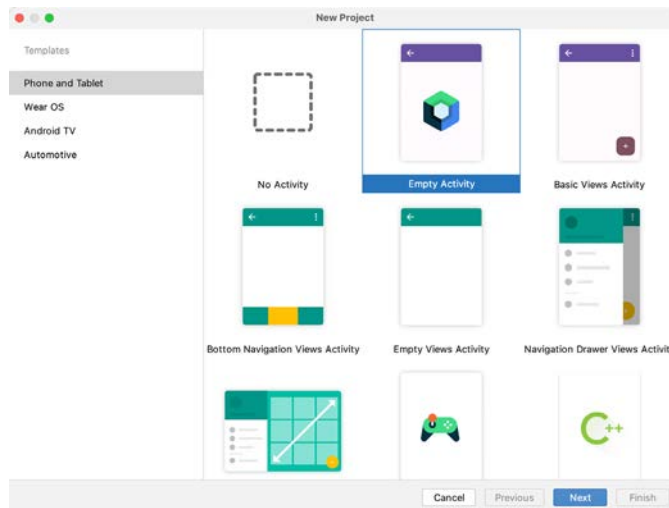 New Project
Templates
Phone and Tablet
Wear OS
Android TV
Automotive
No Activity
Empty Activity
Basic Views Activity
Bottom Navigation Views Activity
Empty Views Activity
Navigation Drawer Views Activit
C++
Cancel
Previous
Next
Finish